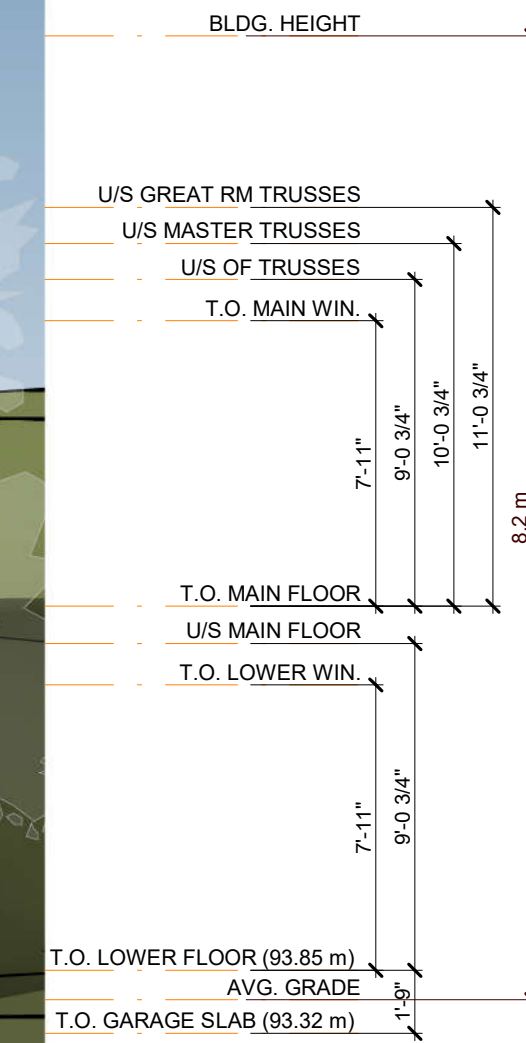 BLDG. HEIGHT
U/S GREAT RM TRUSSES
U/S MASTER TRUSSES
U/S OF TRUSSES
T.O. MAIN WIN.
7'-11"
9'-0 3/4"
10'-0 3/4"
11'-0 3/4"
8.2 m
T.O. MAIN FLOOR
U/S MAIN FLOOR
T.O. LOWER WIN.
7'-11"
9'-0 3/4"
T.O. LOWER FLOOR (93.85 m)
AVG. GRADE
1'-9"
T.O. GARAGE SLAB (93.32 m)